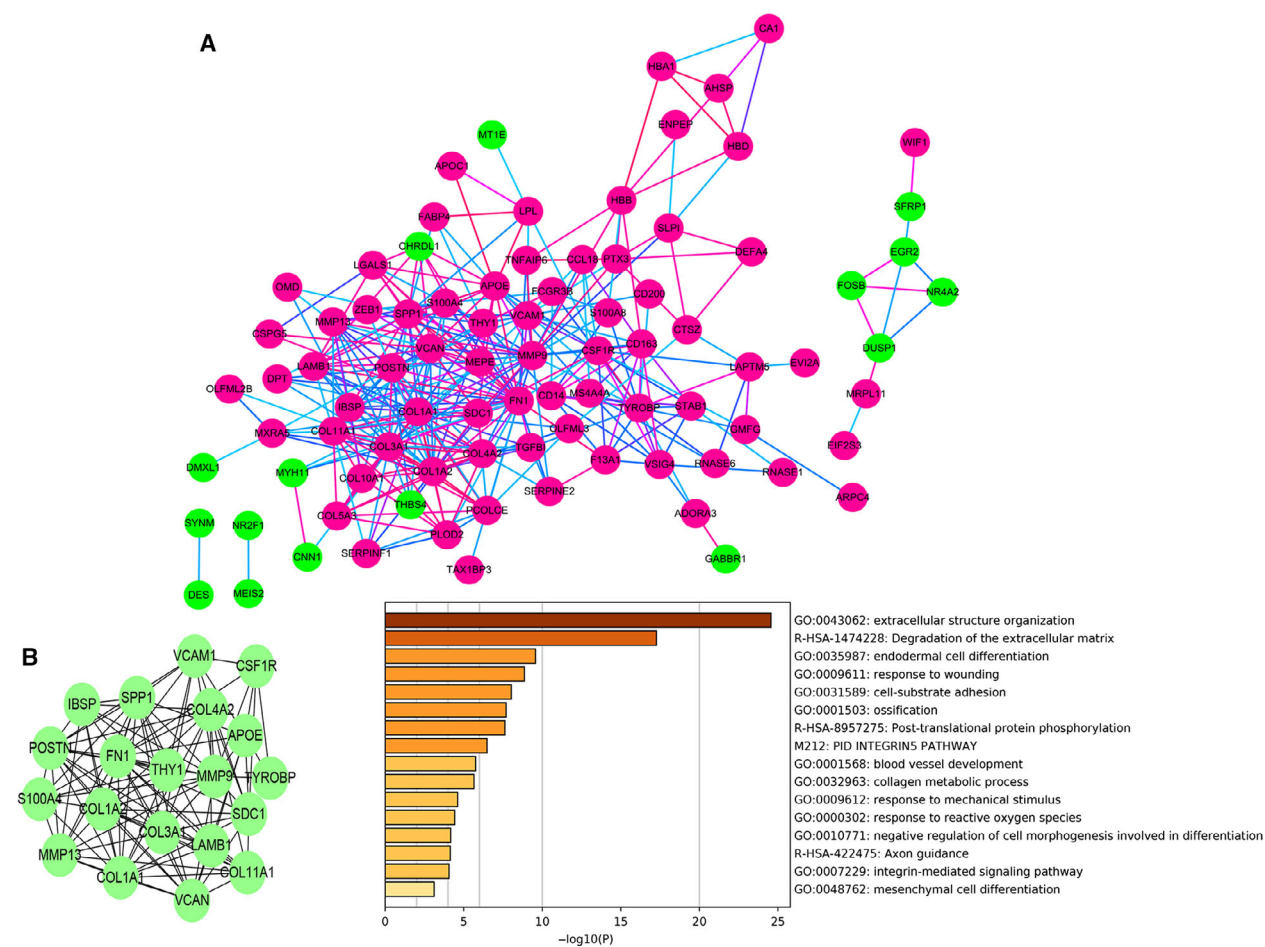 A
CA1
HBA1
AHSP
ENPEP
MT1E
HBD
WIF1
APOC1
HBB
SFRP1
LPL
FABP4
SLPI
CHRDL1
DEFA4
EGR2
TNFAIP6
CCL18
PTX3
LGALS1
OMD
APOE
FCGR3B
CD200
FOSB
NR4A2
ZEB1
S100A4
SPP1
MMP13
THY1
VCAM1
S100A8
CSPG5
CTSZ
VCAN
MMP9
CSF1R
CD163
DUSP1
LAMB1
POSTN
MEPE
LAPTM5
EVI2A
DPT
OLFML2B
CD14
MS4A4A
MRPL11
IBSP
COL1A1
SDC1
FN1
TYROBP
STAB1
MXRA5
COL11A1
OLFML3
GMFG
COL3A1
COL4A2
TGFBI
EIF2S3
DMXL1
MYH11
COL10A1
COL1A2
F13A1
VSIG4
RNASE6
RNASE1
SERPINE2
ARPC4
THBS4
COL5A3
PCOLCE
ADORA3
SYNM
NR2F1
PLOD2
CNN1
SERPINF1
GABBR1
TAX1BP3
DES
MEIS2
B
VCAM1
CSF1R
SPP1
IBSP
COL4A2
APOE
POSTN
FN1
THY1
MMP9
TYROBP
S100A4
COL1A2
SDC1
COL3A1
LAMB1
MMP13
COL1A1
COL11A1
VCAN
GO:0043062: extracellular structure organization
R-HSA-1474228: Degradation of the extracellular matrix
GO:0035987: endodermal cell differentiation
GO:0009611: response to wounding
GO:0031589: cell-substrate adhesion
GO:0001503: ossification
R-HSA-8957275: Post-translational protein phosphorylation
M212: PID INTEGRIN5 PATHWAY
GO:0001568: blood vessel development
GO:0032963: collagen metabolic process
GO:0009612: response to mechanical stimulus
GO:0000302: response to reactive oxygen species
GO:0010771: negative regulation of cell morphogenesis involved in differentiation
R-HSA-422475: Axon guidance
GO:0007229: integrin-mediated signaling pathway
GO:0048762: mesenchymal cell differentiation
0 5 10 15 20 25
−log10(P)